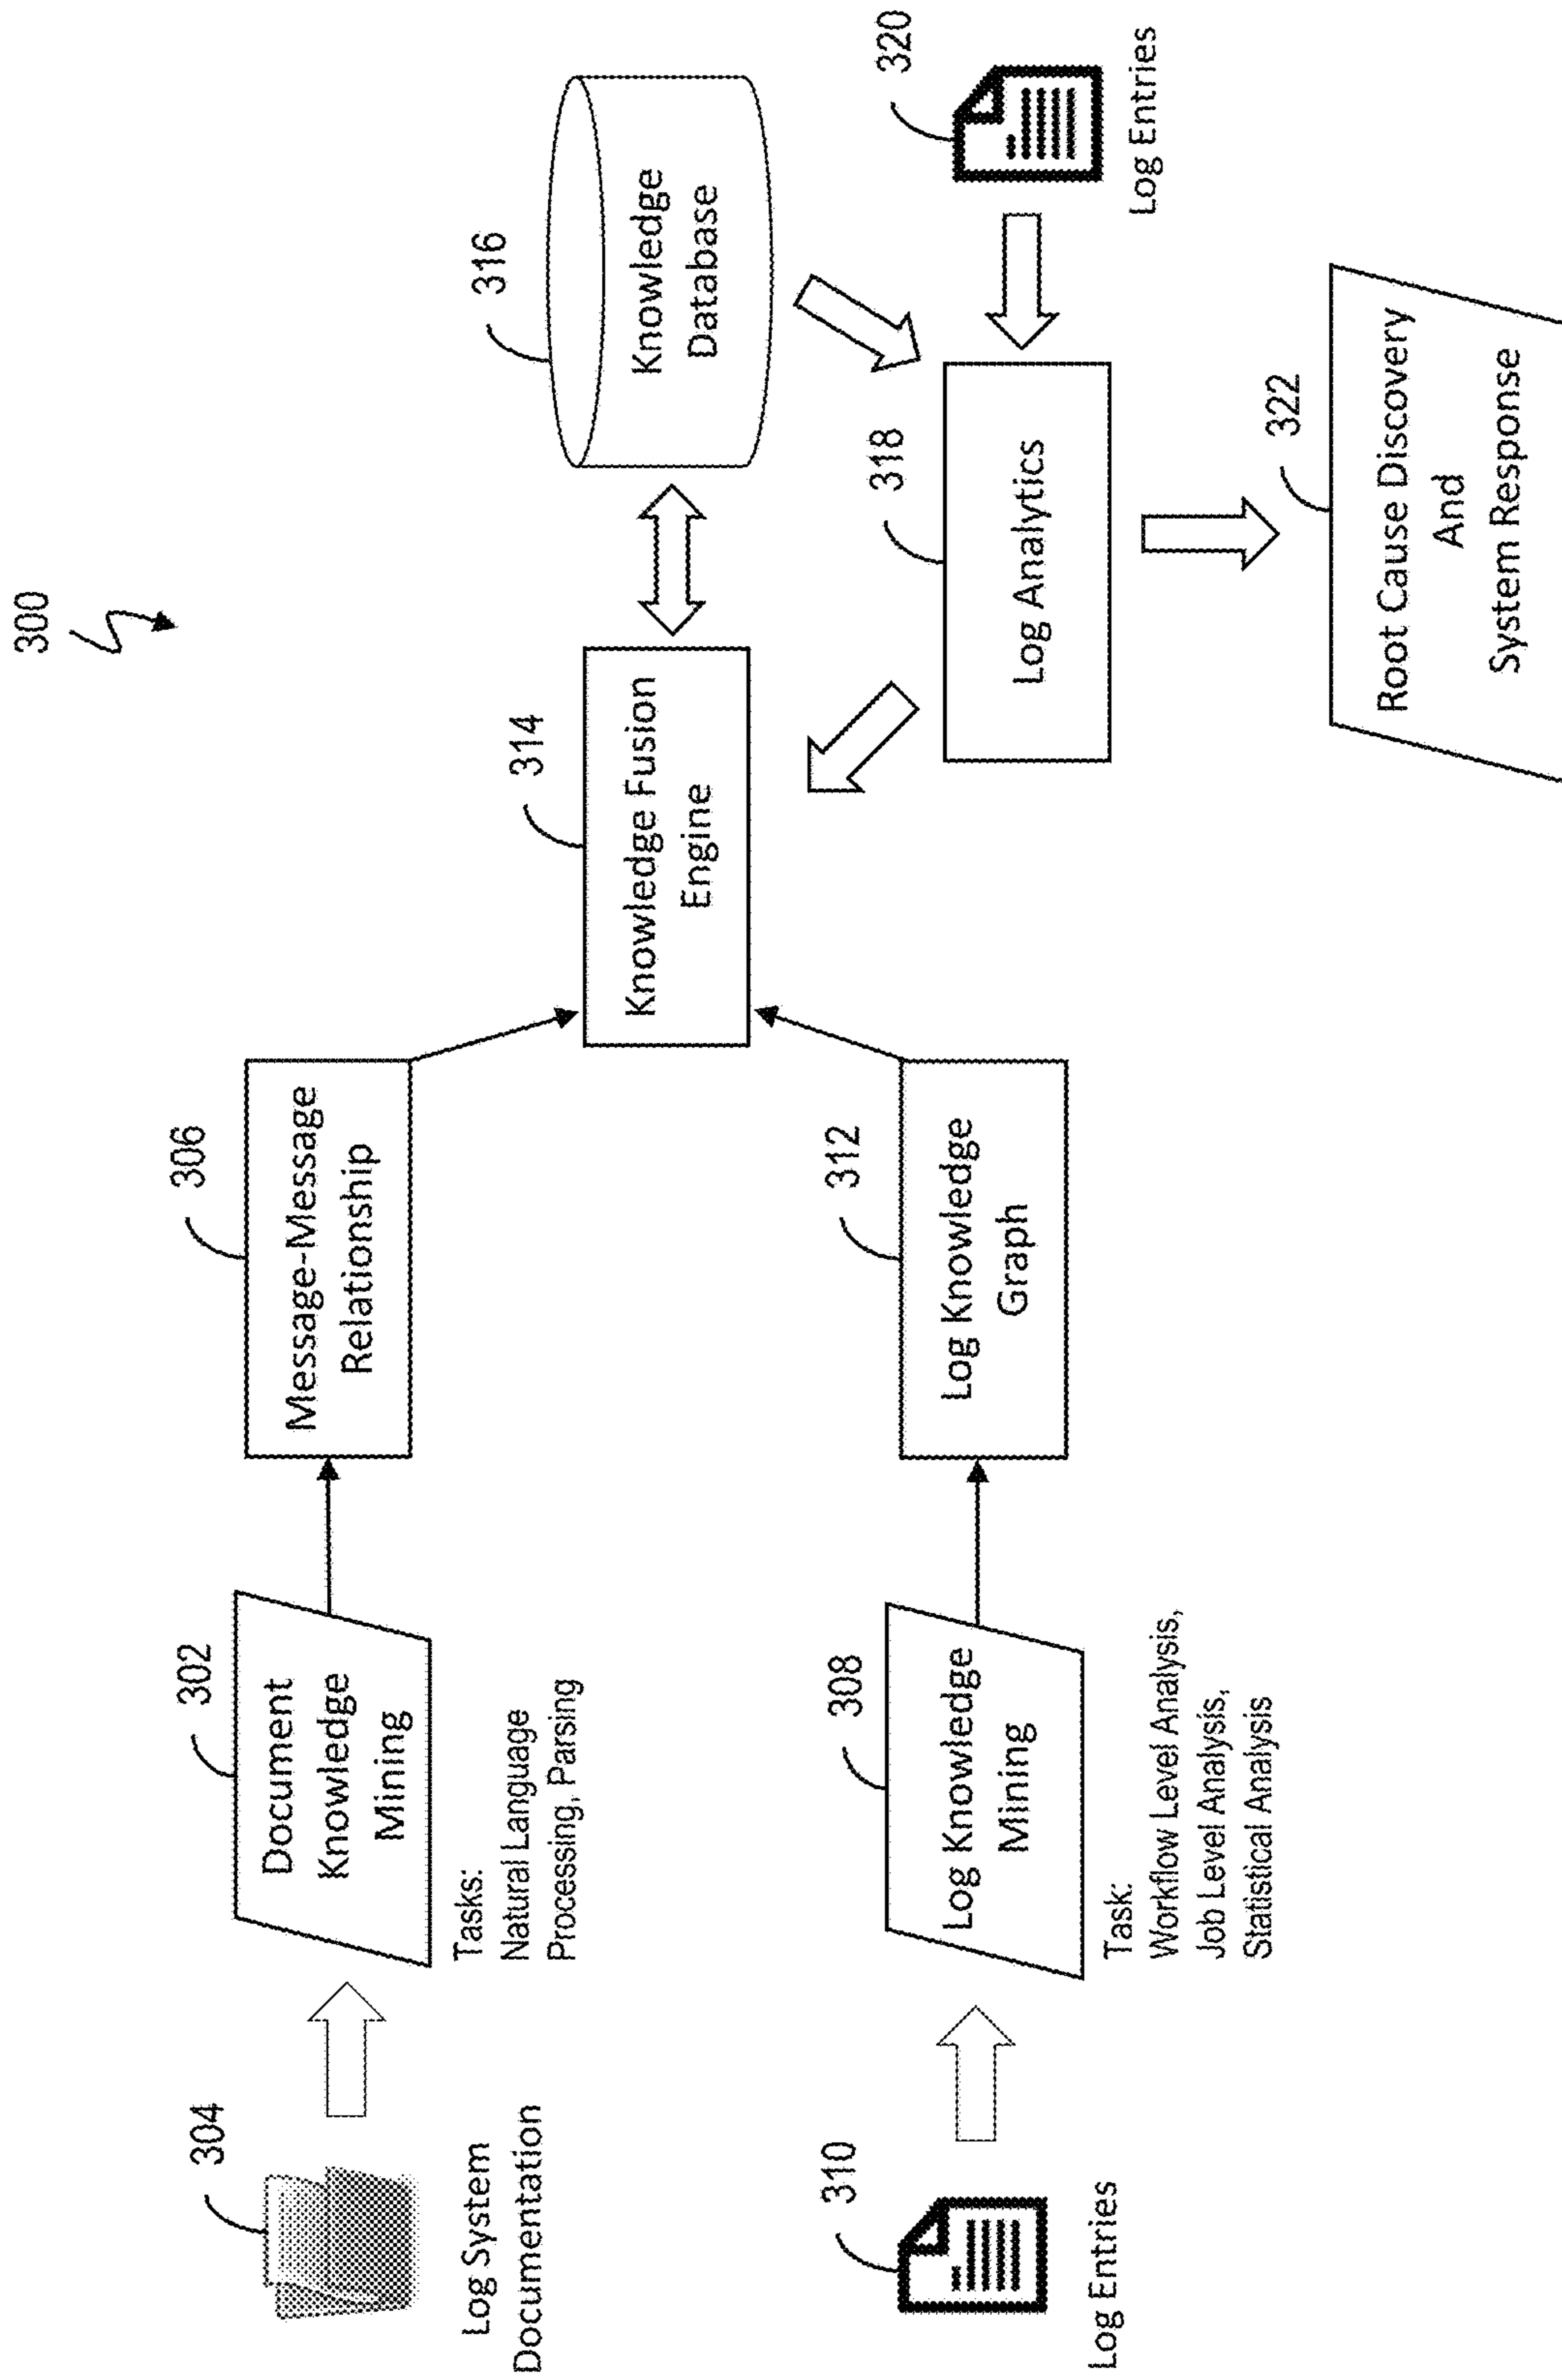 300
304
Log System
Documentation
302
Document
Knowledge
Mining
Tasks:
Natural Language
Processing, Parsing
306
Message-Message
Relationship
310
Log Entries
308
Log Knowledge
Mining
Task:
Workflow Level Analysis,
Job Level Analysis,
Statistical Analysis
312
Log Knowledge
Graph
314
Knowledge Fusion
Engine
316
Knowledge
Database
318
Log Analytics
320
Log Entries
322
Root Cause Discovery
And
System Response